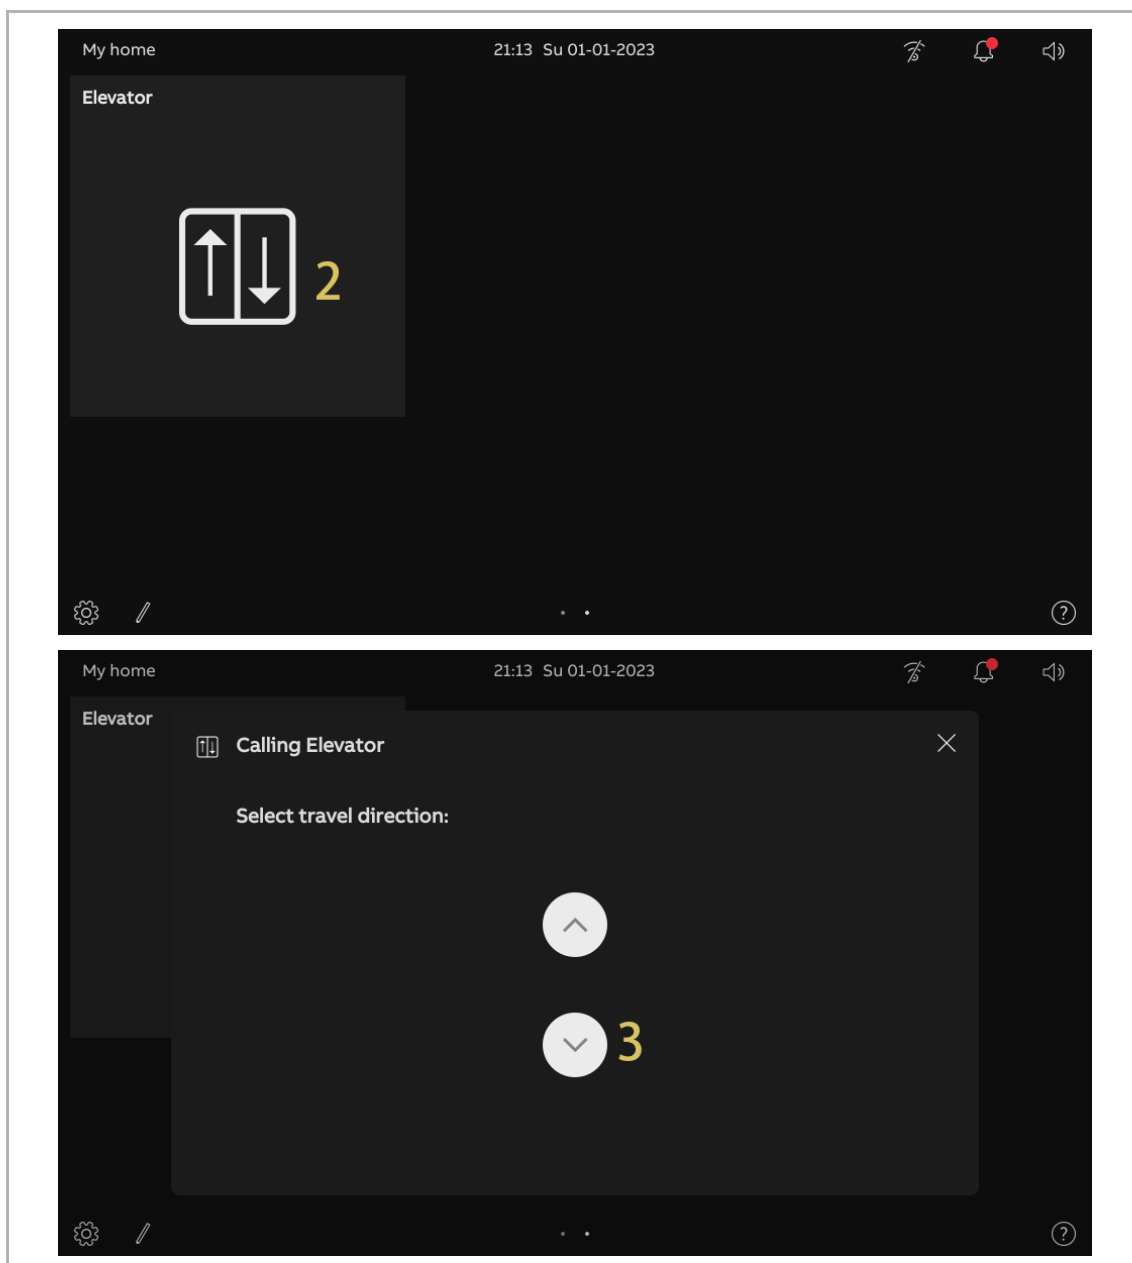 My home
21:13 Su 01-01-2023
Elevator
2
?
My home
21:13 Su 01-01-2023
Elevator
Calling Elevator
Select travel direction:
3
?